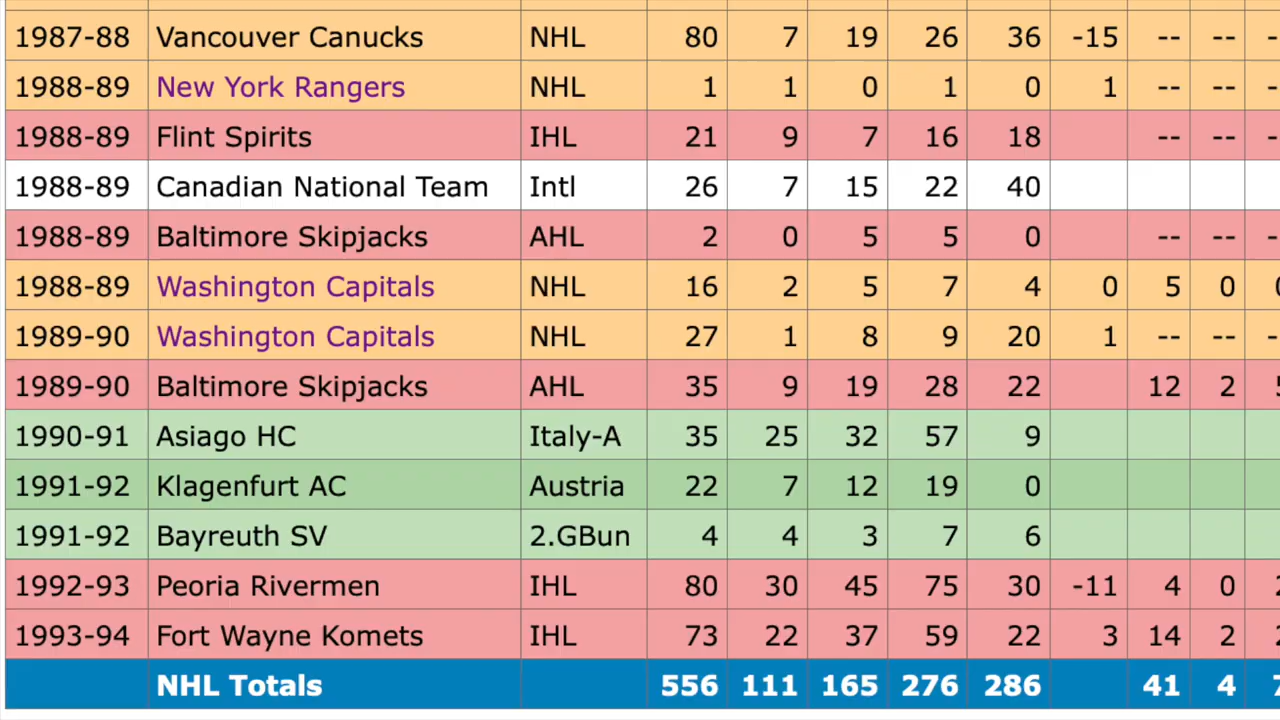 1987-88 Vancouver Canucks NHL 80 7 19 26 36 -15 -- -- -
1988-89 New York Rangers NHL 1 1 0 1 0 1 -- -- -
1988-89 Flint Spirits IHL 21 9 7 16 18 -- -- -
1988-89 Canadian National Team Intl 26 7 15 22 40
1988-89 Baltimore Skipjacks AHL 2 0 5 5 0 -- -- -
1988-89 Washington Capitals NHL 16 2 5 7 4 0 5 0
1989-90 Washington Capitals NHL 27 1 8 9 20 1 -- -- -
1989-90 Baltimore Skipjacks AHL 35 9 19 28 22 12 2
1990-91 Asiago HC Italy-A 35 25 32 57 9
1991-92 Klagenfurt AC Austria 22 7 12 19 0
1991-92 Bayreuth SV 2.GBun 4 4 3 7 6
1992-93 Peoria Rivermen IHL 80 30 45 75 30 -11 4 0
1993-94 Fort Wayne Komets IHL 73 22 37 59 22 3 14 2
NHL Totals 556 111 165 276 286 41 4